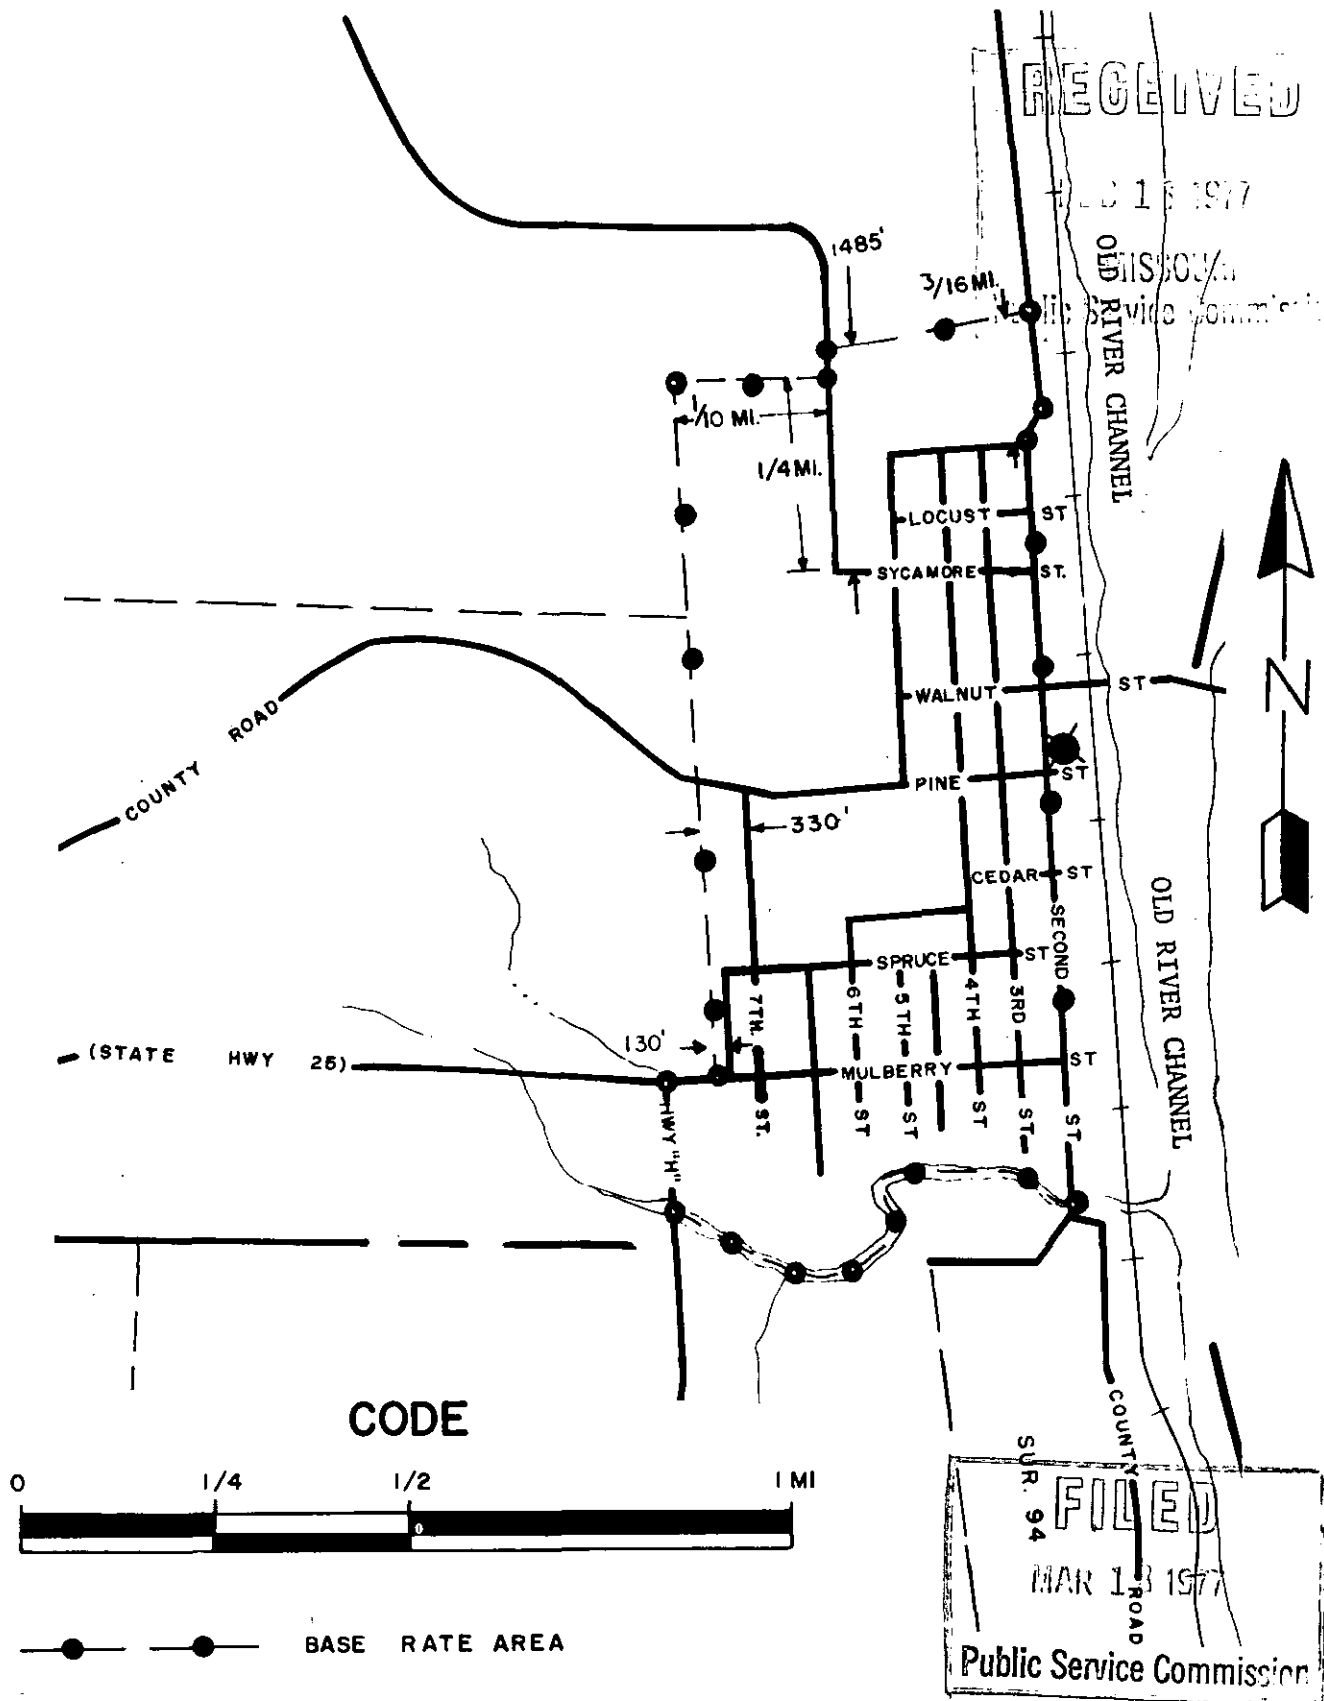 RECEIVED
1977
MISSOURI
Public Service Commission
1485'
3/16 MI.
OLD RIVER CHANNEL
1/10 MI.
1/4 MI.
LOCUST ST
SYCAMORE ST.
WALNUT ST
N
COUNTY ROAD
PINE ST
330'
CEDAR ST
SECOND ST
OLD RIVER CHANNEL
SPRUCE ST
7TH. ST.
6TH ST
5TH ST
4TH ST
3RD ST.
130'
(STATE HWY 25)
MULBERRY ST
HWY "H"
CODE
COUNTY ROAD
SUR. 94
0 1/4 1/2 1 MI
0
FILED
MAR 13 1977
BASE RATE AREA
Public Service Commission